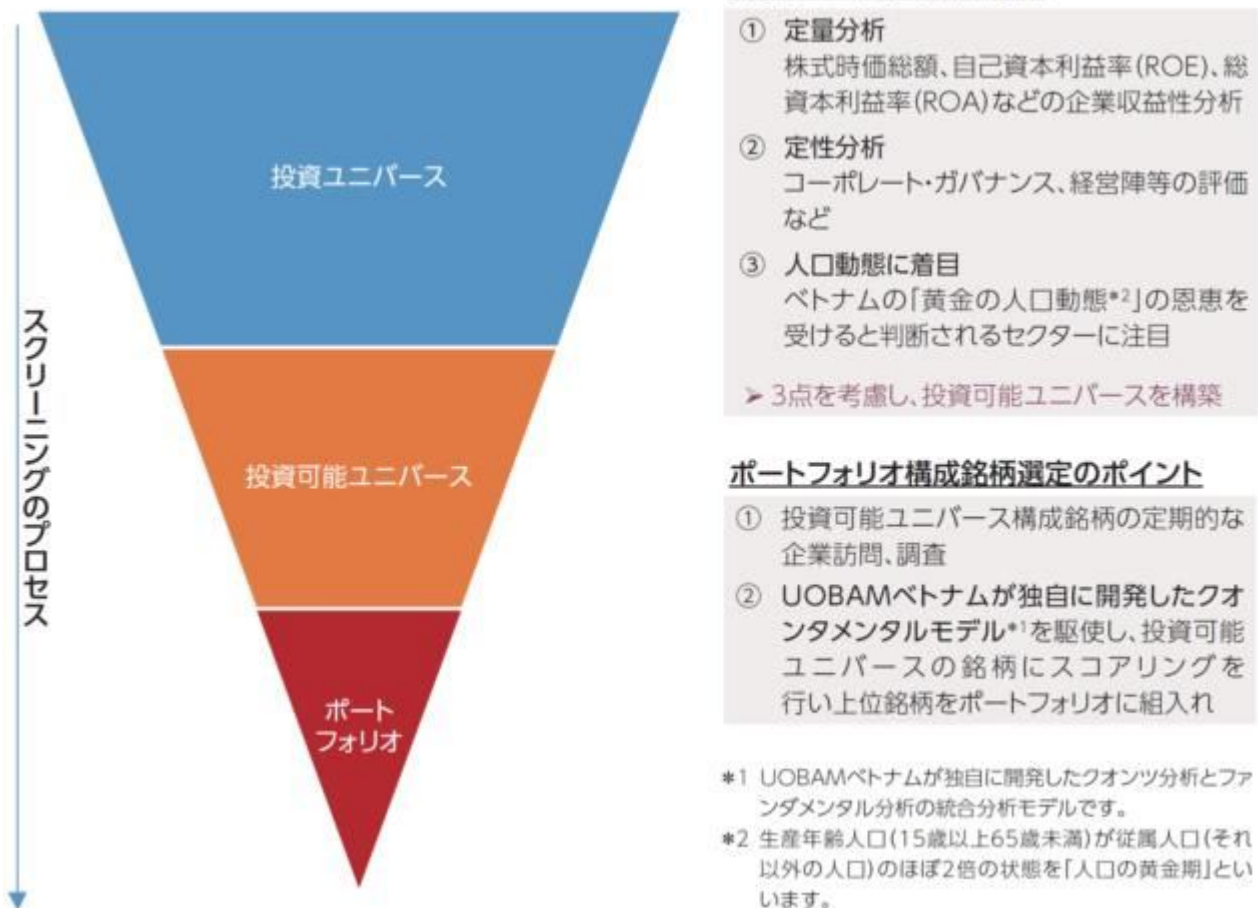 スクリーニングのプロセス
投資ユニバース
投資可能ユニバース
ポート
フォリオ
① 定量分析
株式時価総額、自己資本利益率(ROE)、総
資本利益率(ROA)などの企業収益性分析
② 定性分析
コーポレート・ガバナンス、経営陣等の評価
など
③ 人口動態に着目
ベトナムの「黄金の人口動態*2」の恩恵を
受けると判断されるセクターに注目
➢ 3点を考慮し、投資可能ユニバースを構築
ポートフォリオ構成銘柄選定のポイント
① 投資可能ユニバース構成銘柄の定期的な
企業訪問、調査
② UOBAMベトナムが独自に開発したクオ
ンタメンタルモデル*1を駆使し、投資可能
ユニバースの銘柄にスコアリングを
行い上位銘柄をポートフォリオに組入れ
*1 UOBAMベトナムが独自に開発したクオンツ分析とファ
ンダメンタル分析の統合分析モデルです。
*2 生産年齢人口(15歳以上65歳未満)が従属人口(それ
以外の人口)のほぼ2倍の状態を「人口の黄金期」とい
います。